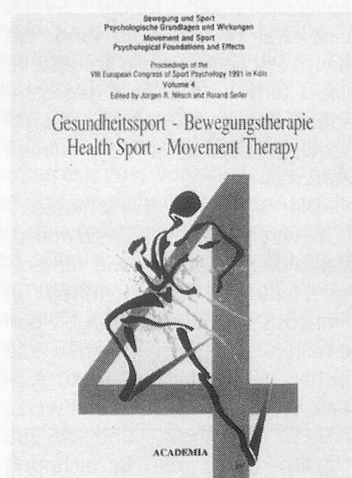 Bewegung und Sport
Psychologische Grundlagen und Wirkungen
Movement and Sport
Psychological Foundations and Effects
Proceedings of the
VIII European Congress of Sport Psychology 1991 in Köln
Volume 4
Edited by Jürgen R. Nitsch and Roland Seiler
Gesundheitssport - Bewegungstherapie
Health Sport - Movement Therapy
4
ACADEMIA